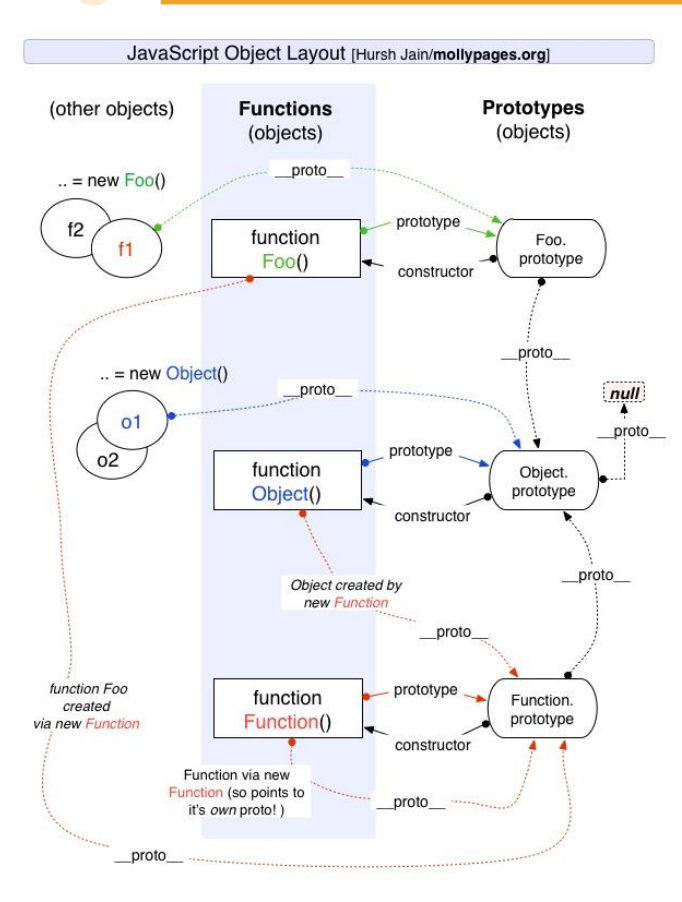 JavaScript Object Layout [Hursh Jain/mollypages.org]
(other objects)
Functions
(objects)
Prototypes
(objects)
__proto__
.. = new Foo()
f2
f1
function
Foo()
prototype
constructor
Foo.
prototype
__proto__
.. = new Object()
__proto__
null
__proto__
o1
o2
function
Object()
prototype
constructor
Object.
prototype
Object created by
new Function
__proto__
__proto__
function Foo
created
via new Function
function
Function()
prototype
constructor
Function.
prototype
Function via new
Function (so points to
it's own proto! )
__proto__
__proto__